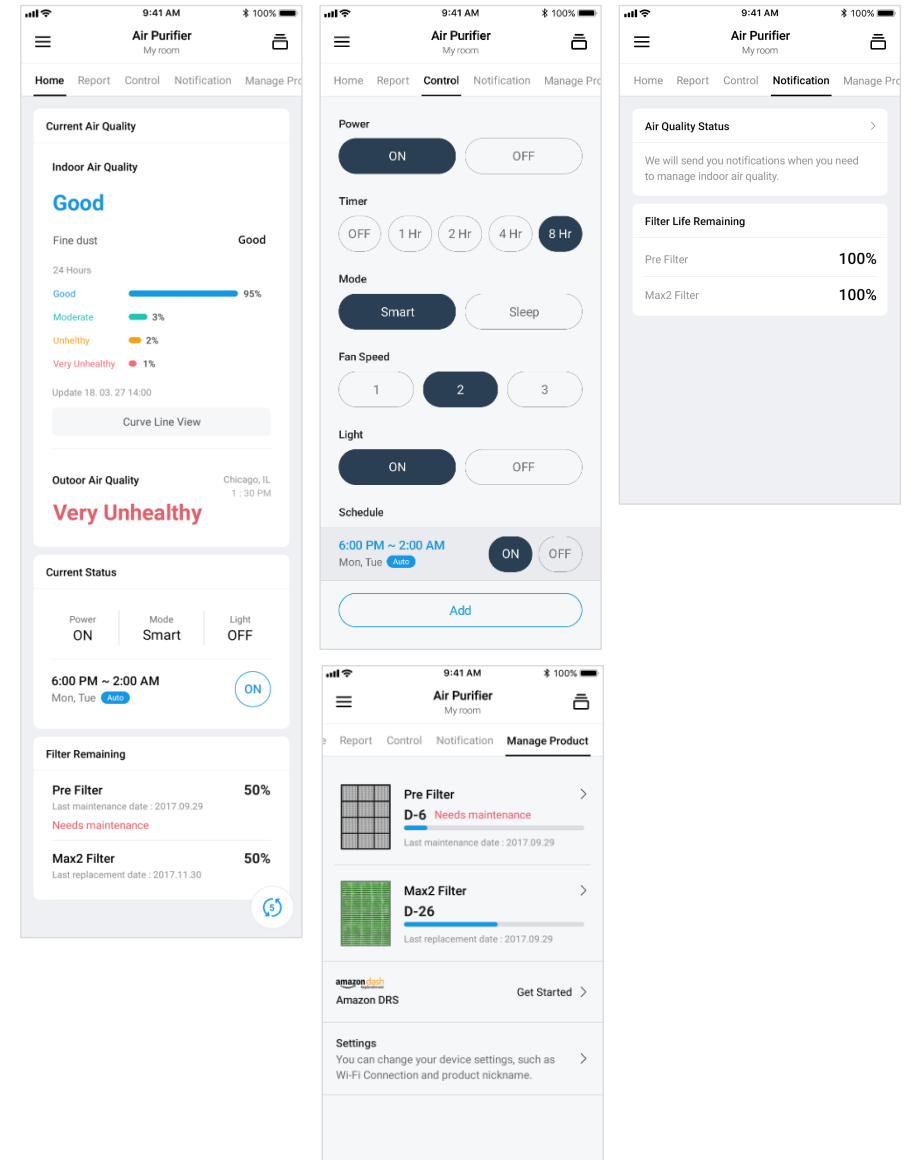 9:41 AM
100%
Air Purifier
My room
Home Report Control Notification Manage Pro
Current Air Quality
Indoor Air Quality
Good
Fine dust Good
24 Hours
Good 95%
Moderate 3%
Unhelthy 2%
Very Unhealthy 1%
Update 18. 03. 27 14:00
Curve Line View
Outoor Air Quality Chicago, IL
1 : 30 PM
Very Unhealthy
Current Status
Power Mode Light
ON Smart OFF
6:00 PM ~ 2:00 AM
Mon, Tue Auto
ON
Filter Remaining
Pre Filter 50%
Last maintenance date : 2017.09.29
Needs maintenance
Max2 Filter 50%
Last replacement date : 2017.11.30
5
9:41 AM
100%
Air Purifier
My room
Home Report Control Notification Manage Pro
Power
ON OFF
Timer
OFF 1 Hr 2 Hr 4 Hr 8 Hr
Mode
Smart Sleep
Fan Speed
1 2 3
Light
ON OFF
Schedule
6:00 PM ~ 2:00 AM
Mon, Tue Auto
ON OFF
Add
9:41 AM
100%
Air Purifier
My room
Home Report Control Notification Manage Pro
Air Quality Status
We will send you notifications when you need
to manage indoor air quality.
Filter Life Remaining
Pre Filter 100%
Max2 Filter 100%
9:41 AM
100%
Air Purifier
My room
e Report Control Notification Manage Product
Pre Filter
D-6 Needs maintenance
Last maintenance date : 2017.09.29
Max2 Filter
D-26
Last replacement date : 2017.09.29
amazon dash
Amazon DRS Get Started
Settings
You can change your device settings, such as
Wi-Fi Connection and product nickname.